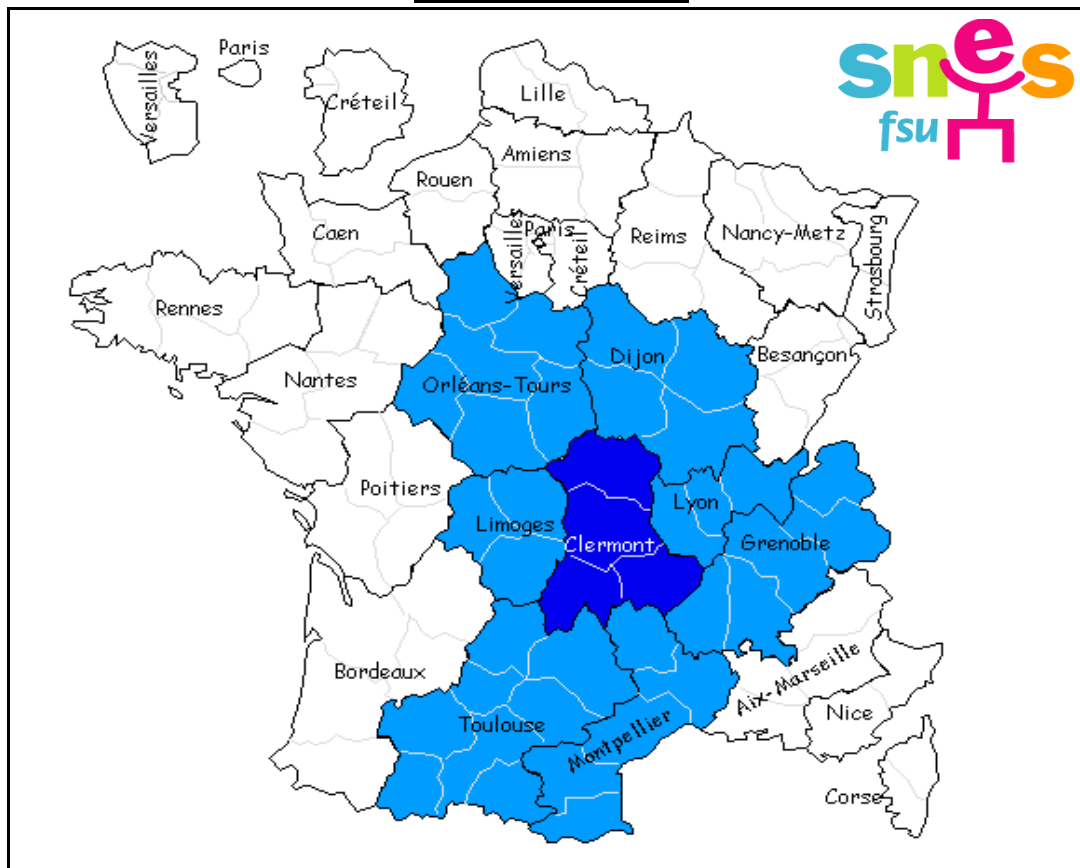 Paris
Versailles
Créteil
Lille
snes
fsu
Amiens
Rouen
Caen
Versailles
Paris
Créteil
Reims
Nancy-Metz
Strasbourg
Rennes
Nantes
Orléans-Tours
Dijon
Besançon
Poitiers
Limoges
Clermont
Lyon
Grenoble
Bordeaux
Toulouse
Montpellier
Aix-Marseille
Nice
Corse